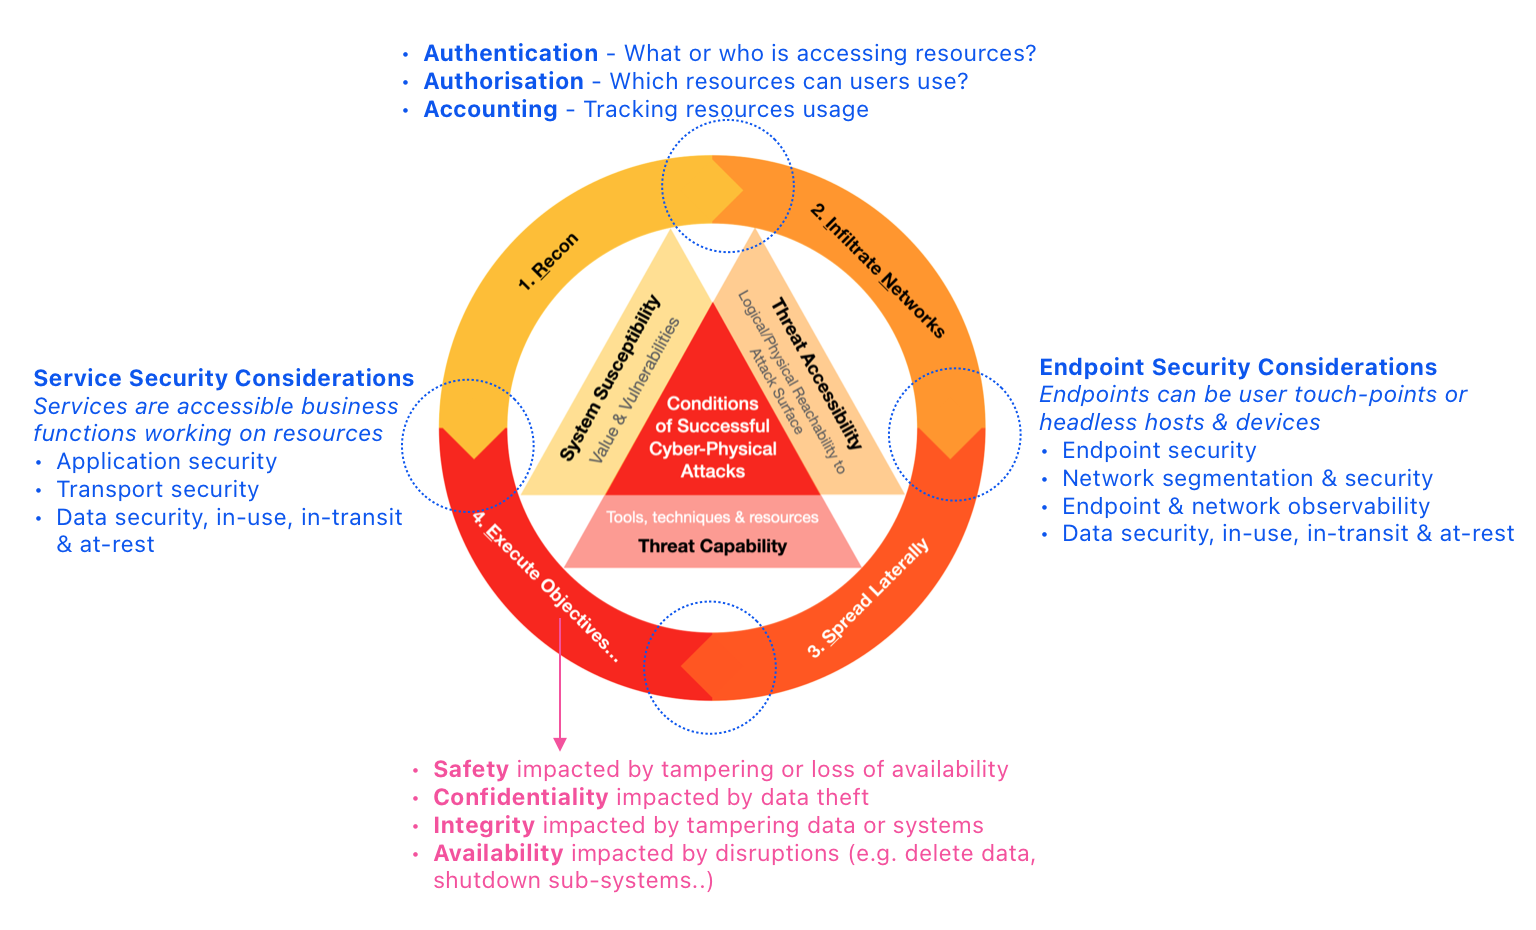 • Authentication - What or who is accessing resources?
• Authorisation - Which resources can users use?
• Accounting - Tracking resources usage
1. Recon
2. Infiltrate Networks
3. Spread Laterally
4. Execute Objectives...
System Susceptibility
Value & Vulnerabilities
Threat Accessibility
Logical/Physical Reachability to
Attack Surface
Conditions
of Successful
Cyber-Physical
Attacks
Tools, techniques & resources
Threat Capability
Service Security Considerations
Services are accessible business
functions working on resources
• Application security
• Transport security
• Data security, in-use, in-transit
& at-rest
Endpoint Security Considerations
Endpoints can be user touch-points or
headless hosts & devices
• Endpoint security
• Network segmentation & security
• Endpoint & network observability
• Data security, in-use, in-transit & at-rest
• Safety impacted by tampering or loss of availability
• Confidentiality impacted by data theft
• Integrity impacted by tampering data or systems
• Availability impacted by disruptions (e.g. delete data,
shutdown sub-systems..)